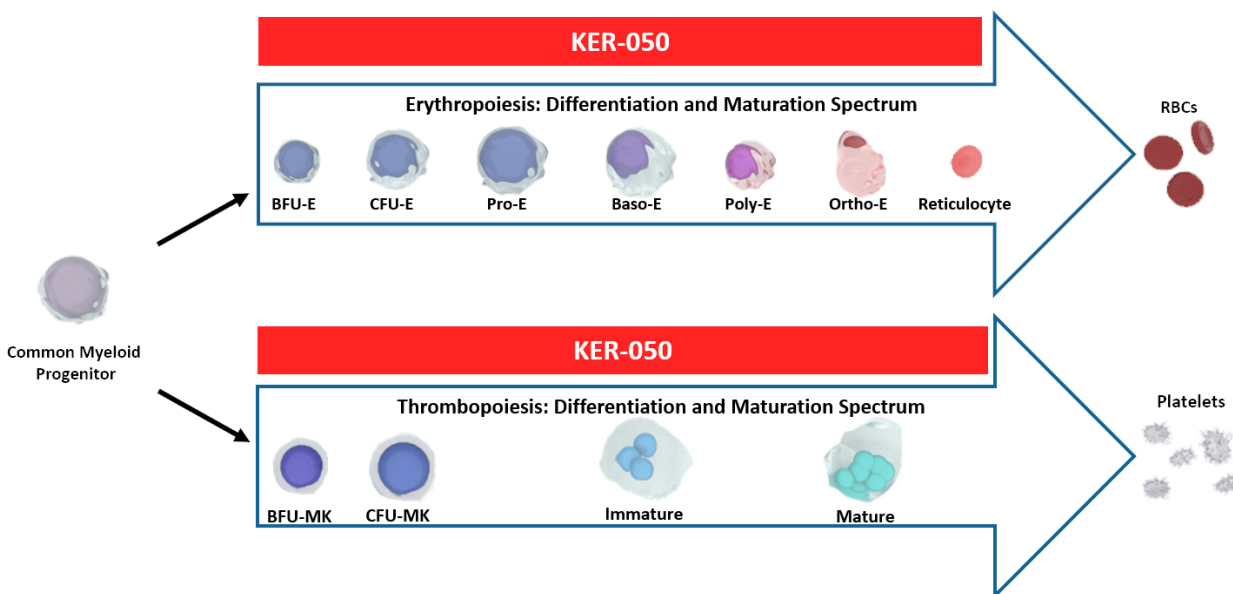 KER-050
Erythropoiesis: Differentiation and Maturation Spectrum
BFU-E
CFU-E
Pro-E
Baso-E
Poly-E
Ortho-E
Reticulocyte
RBCs
Common Myeloid
Progenitor
KER-050
Thrombopoiesis: Differentiation and Maturation Spectrum
BFU-MK
CFU-MK
Immature
Mature
Platelets